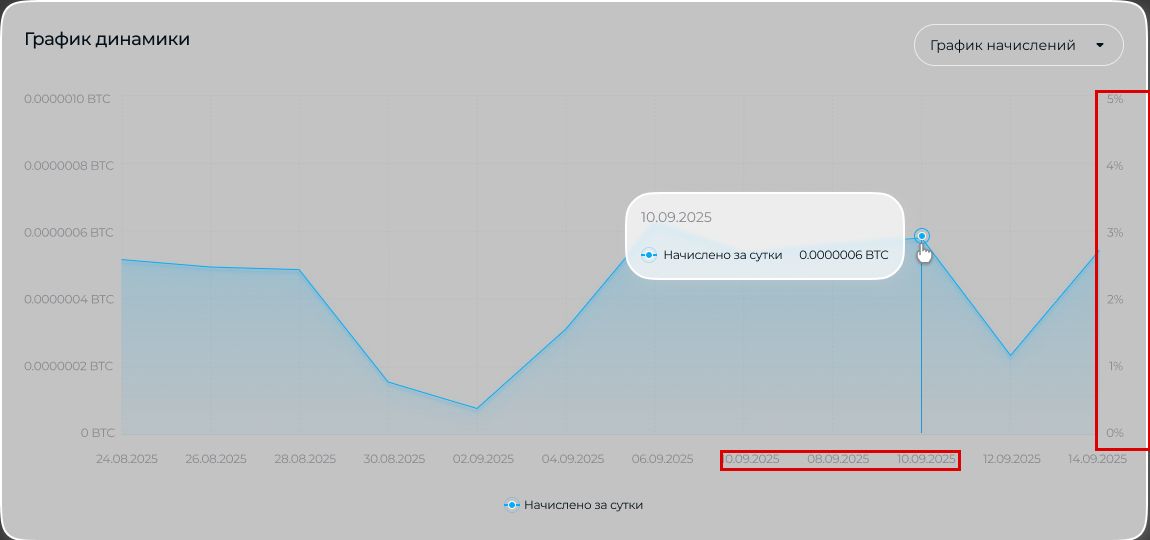 График динамики
График начислений
0.0000010 BTC
5%
0.0000008 BTC
4%
10.09.2025
0.0000006 BTC
3%
Начислено за сутки 0.0000006 BTC
0.0000004 BTC
2%
0.0000002 BTC
1%
0 BTC
0%
24.08.2025 26.08.2025 28.08.2025 30.08.2025 02.09.2025 04.09.2025 06.09.2025 0.09.2025 08.09.2025 10.09.2025 12.09.2025 14.09.2025
Начислено за сутки